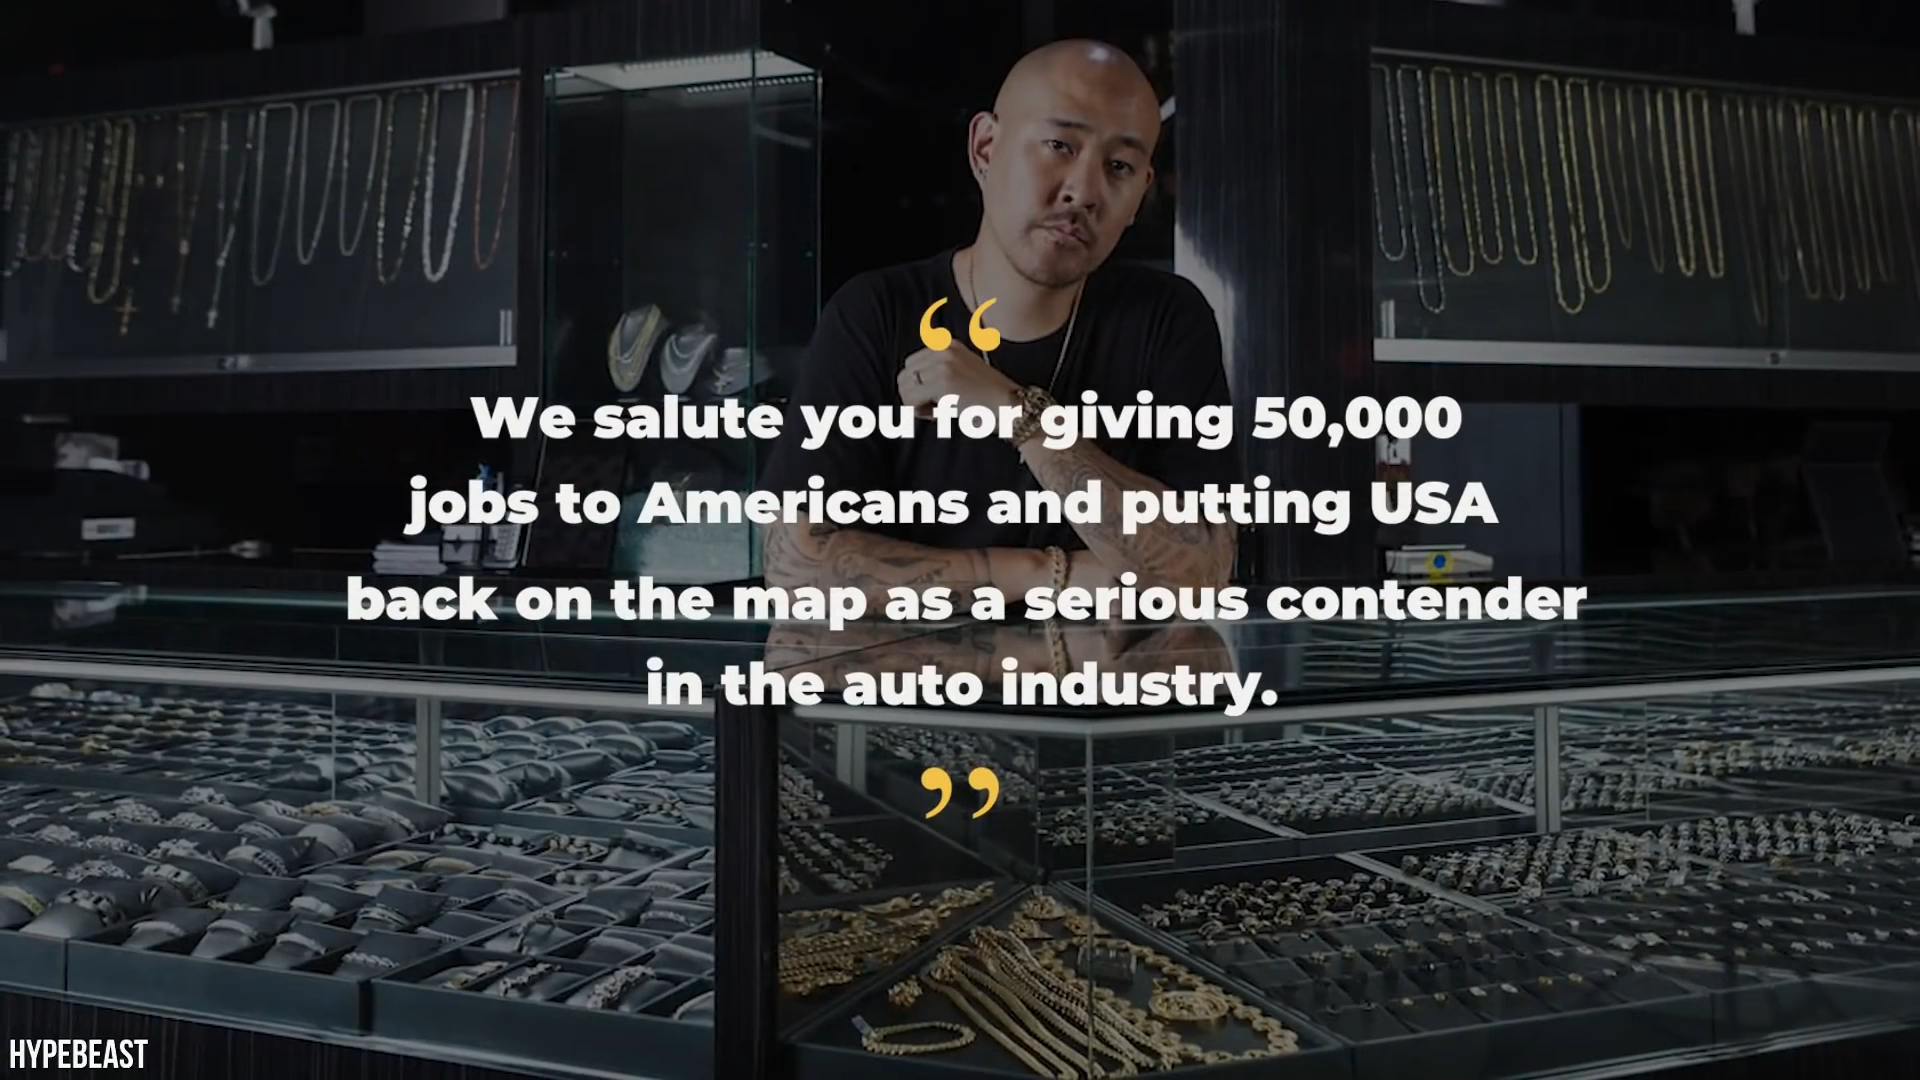 “
We salute you for giving 50,000
jobs to Americans and putting USA
back on the map as a serious contender
in the auto industry.
”
HYPEBEAST